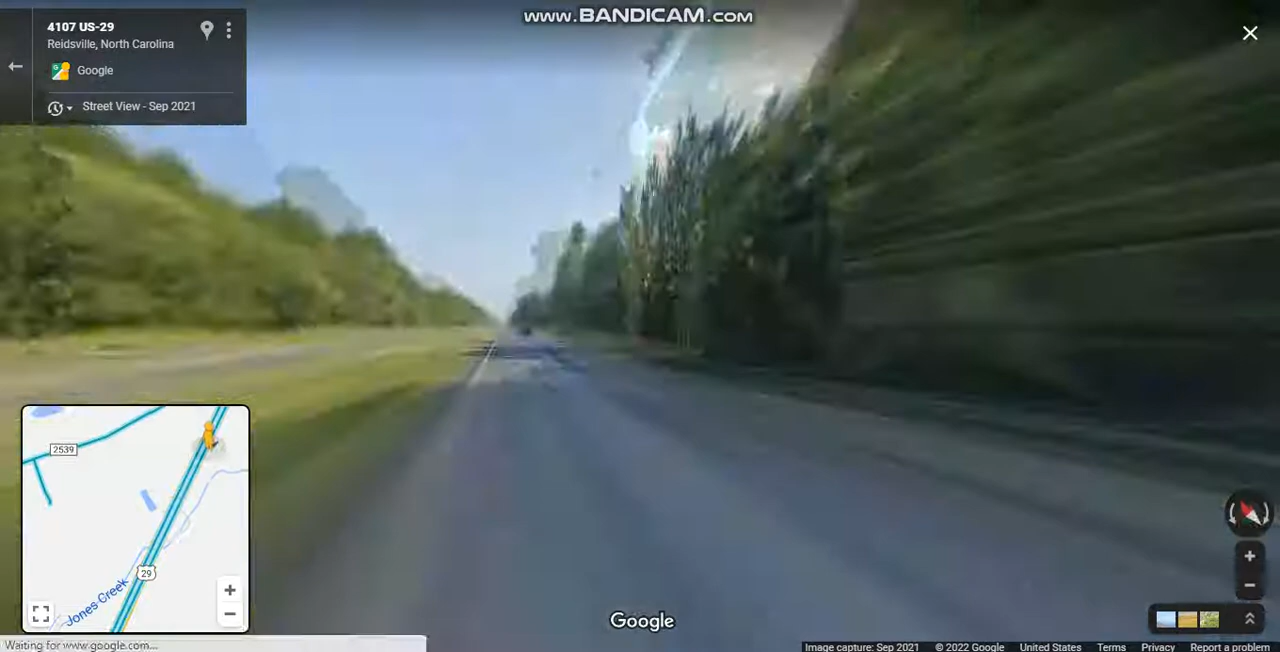 www.BANDICAM.com
4107 US-29
Reidsville, North Carolina
Google
Street View - Sep 2021
2539
29
Jones Creek
Google
Waiting for www.google.com...
Image capture: Sep 2021 © 2022 Google United States Terms Privacy Report a problem